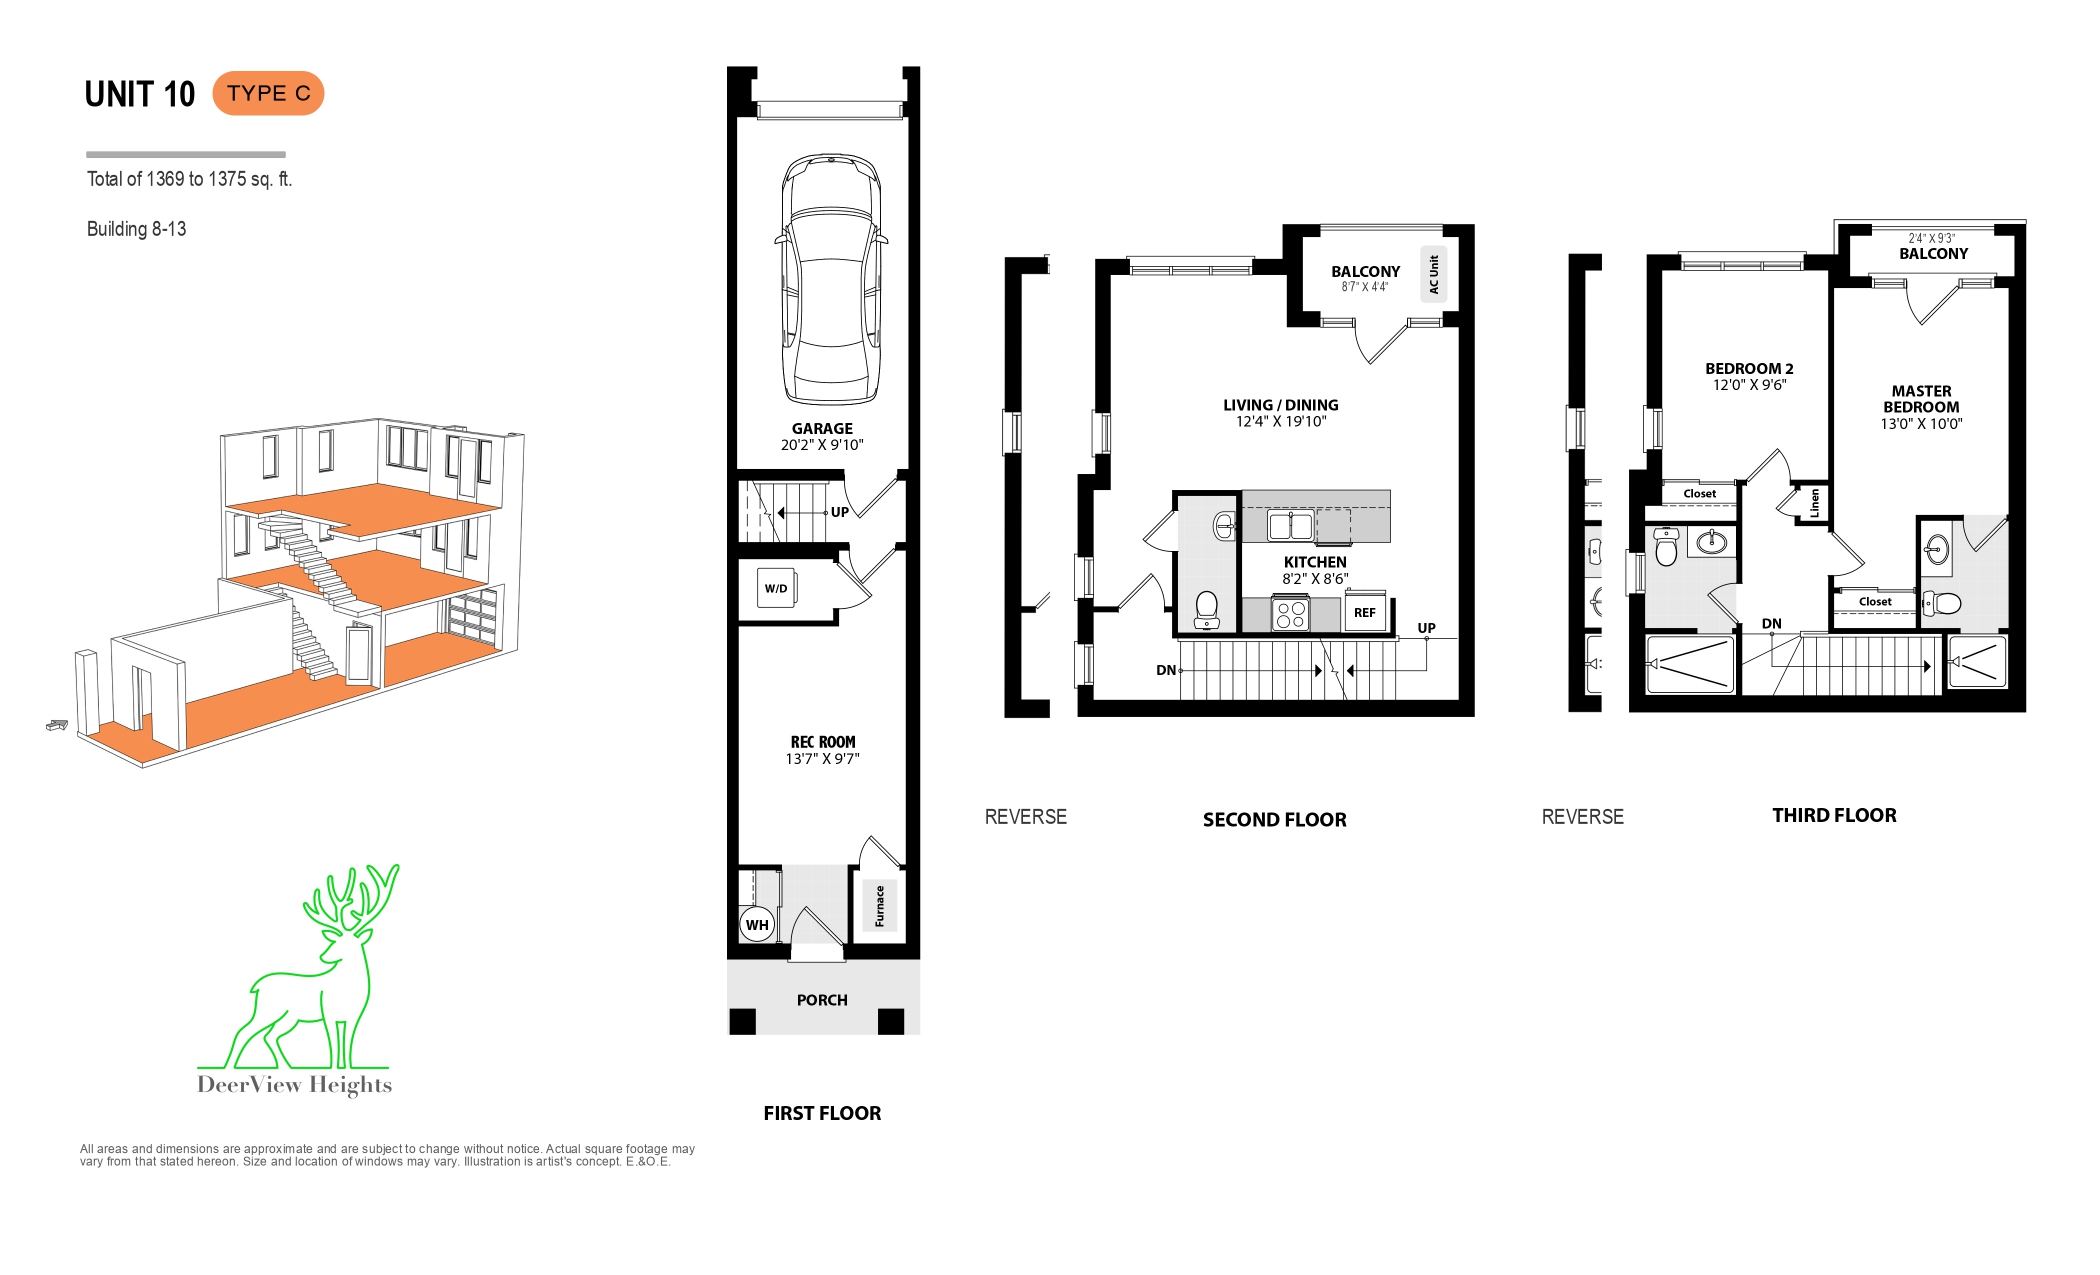 UNIT 10
TYPE C
Total of 1369 to 1375 sq. ft.
Building 8-13
DeerView Heights
All areas and dimensions are approximate and are subject to change without notice. Actual square footage may
vary from that stated hereon. Size and location of windows may vary. Illustration is artist's concept. E.&O.E.
GARAGE
20'2" X 9'10"
UP
W/D
REC ROOM
13'7" X 9'7"
WH
Furnace
PORCH
FIRST FLOOR
BALCONY
8'7" X 4'4"
AC Unit
LIVING / DINING
12'4" X 19'10"
KITCHEN
8'2" X 8'6"
REF
UP
DN
REVERSE
SECOND FLOOR
2'4" X 9'3"
BALCONY
BEDROOM 2
12'0" X 9'6"
MASTER
BEDROOM
13'0" X 10'0"
Closet
Linen
Closet
DN
REVERSE
THIRD FLOOR